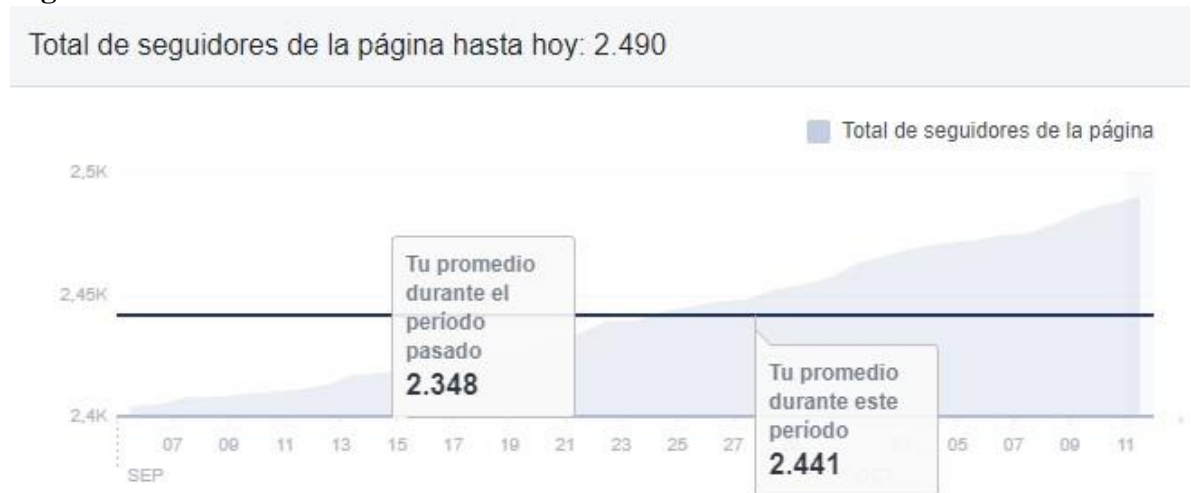 Total de seguidores de la página hasta hoy: 2.490
Total de seguidores de la página
2,5K
2,45K
2,4K
Tu promedio
durante el
período
pasado
2.348
Tu promedio
durante este
período
2.441
07 09 11 13 15 17 19 21 23 25 27 05 07 09 11
SEP